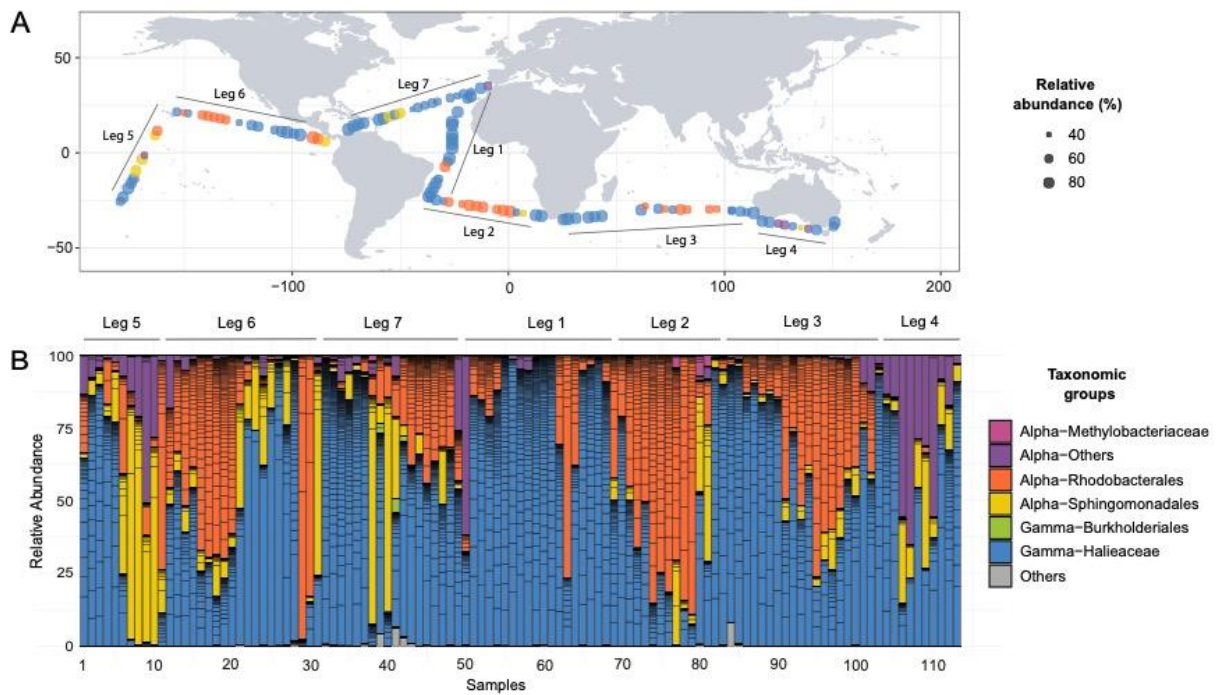 A
50
0
−50
Leg 5
Leg 6
Leg 7
Leg 1
Leg 2
Leg 3
Leg 4
−100
0
100
200
Relative
abundance (%)
40
60
80
Leg 5
Leg 6
Leg 7
Leg 1
Leg 2
Leg 3
Leg 4
B
100
75
50
25
0
Relative Abundance
1
10
20
30
40
50
60
70
80
90
100
110
Samples
Taxonomic
groups
Alpha−Methylobacteriaceae
Alpha−Others
Alpha−Rhodobacterales
Alpha−Sphingomonadales
Gamma−Burkholderiales
Gamma−Halieaceae
Others